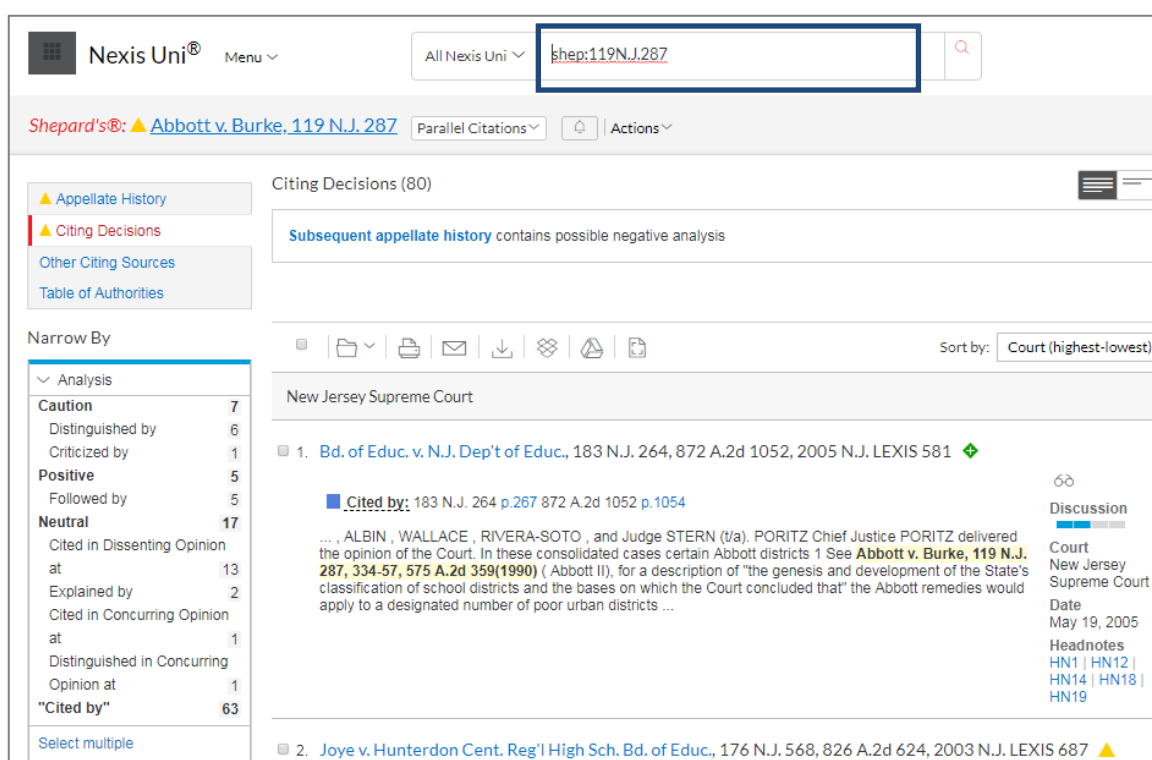 Nexis Uni® Menu
All Nexis Uni
shep:119N.J.287
Shepard's®: Abbott v. Burke, 119 N.J. 287 Parallel Citations Actions
Appellate History
Citing Decisions
Other Citing Sources
Table of Authorities
Narrow By
Analysis
Caution 7
Distinguished by 6
Criticized by 1
Positive 5
Followed by 5
Neutral 17
Cited in Dissenting Opinion
at 13
Explained by 2
Cited in Concurring Opinion
at 1
Distinguished in Concurring
Opinion at 1
"Cited by" 63
Select multiple
Citing Decisions (80)
Subsequent appellate history contains possible negative analysis
Sort by: Court (highest-lowest)
New Jersey Supreme Court
1. Bd. of Educ. v. N.J. Dep't of Educ., 183 N.J. 264, 872 A.2d 1052, 2005 N.J. LEXIS 581
Cited by: 183 N.J. 264 p.267 872 A.2d 1052 p.1054
... , ALBIN , WALLACE , RIVERA-SOTO , and Judge STERN (t/a). PORITZ Chief Justice PORITZ delivered
the opinion of the Court. In these consolidated cases certain Abbott districts 1 See Abbott v. Burke, 119 N.J.
287, 334-57, 575 A.2d 359(1990) ( Abbott II), for a description of "the genesis and development of the State's
classification of school districts and the bases on which the Court concluded that" the Abbott remedies would
apply to a designated number of poor urban districts ...
Discussion
Court
New Jersey
Supreme Court
Date
May 19, 2005
Headnotes
HN1 | HN12 |
HN14 | HN18 |
HN19
2. Joye v. Hunterdon Cent. Reg'l High Sch. Bd. of Educ., 176 N.J. 568, 826 A.2d 624, 2003 N.J. LEXIS 687